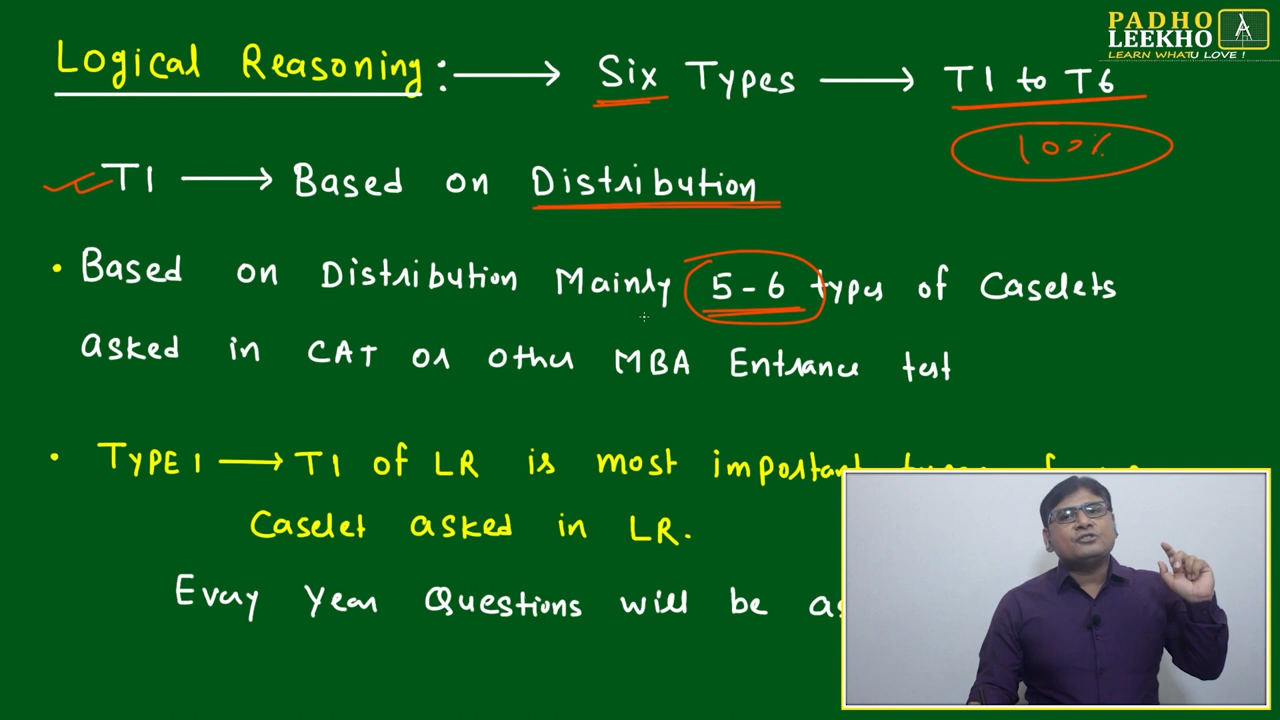 PADHO
LEEKHO
LEARN WHAT U LOVE !
Logical Reasoning : → Six Types → T1 to T6
100%
T1 → Based on Distribution
• Based on Distribution Mainly 5-6 types of Caselets
asked in CAT or other MBA Entrance test
• TYPE1 → T1 of LR is most important
Caselet asked in LR.
Every Year Questions will be